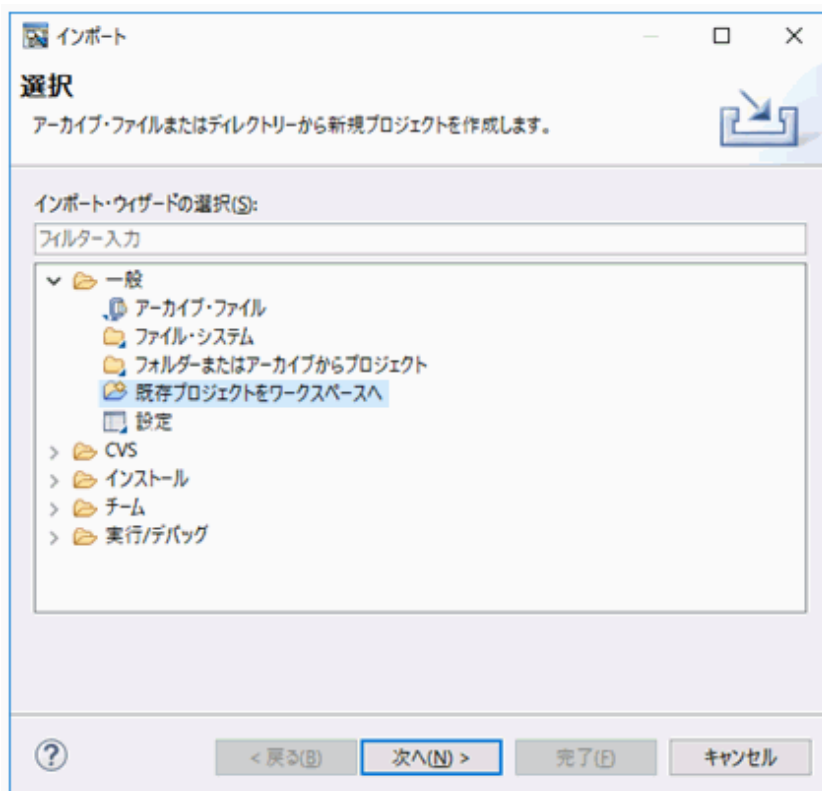 インポート
選択
アーカイブ・ファイルまたはディレクトリーから新規プロジェクトを作成します。
インポート・ウィザードの選択(S):
フィルター入力
一般
アーカイブ・ファイル
ファイル・システム
フォルダーまたはアーカイブからプロジェクト
既存プロジェクトをワークスペースへ
設定
CVS
インストール
チーム
実行/デバッグ
< 戻る(B) 次へ(N) > 完了(F) キャンセル